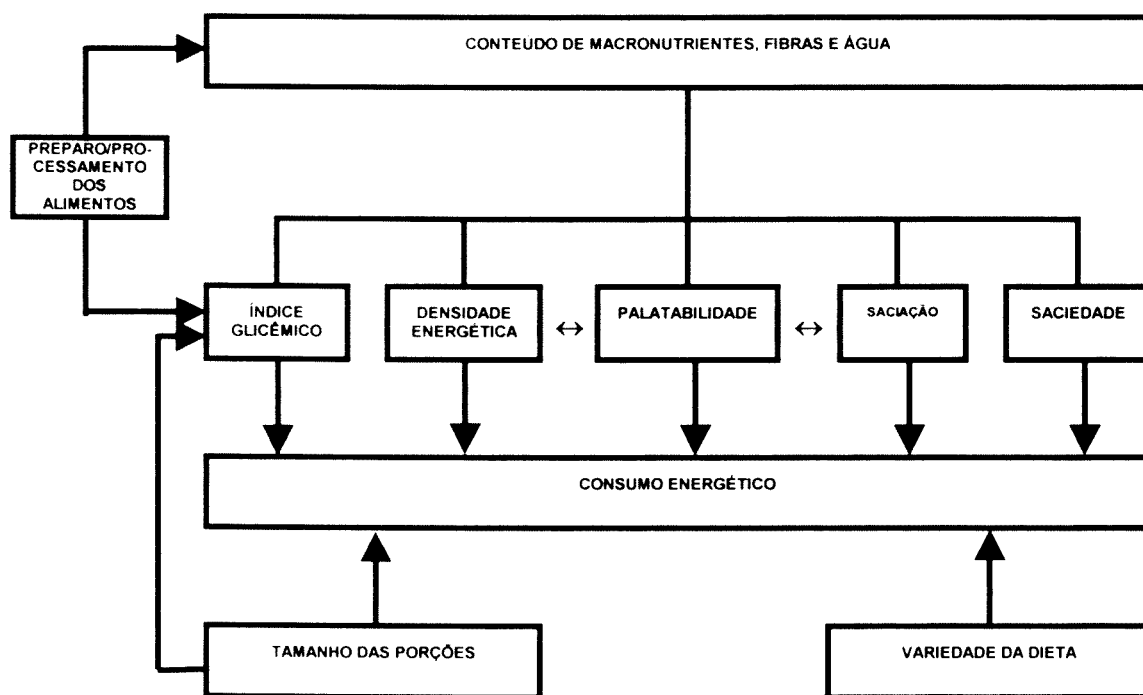 CONTEUDO DE MACRONUTRIENTES, FIBRAS E ÁGUA
PREPARO/PRO-
CESSAMENTO
DOS
ALIMENTOS
ÍNDICE
GLICÊMICO
DENSIDADE
ENERGÉTICA
↔
PALATABILIDADE
↔
SACIAÇÃO
SACIEDADE
CONSUMO ENERGÉTICO
TAMANHO DAS PORÇÕES
VARIEDADE DA DIETA